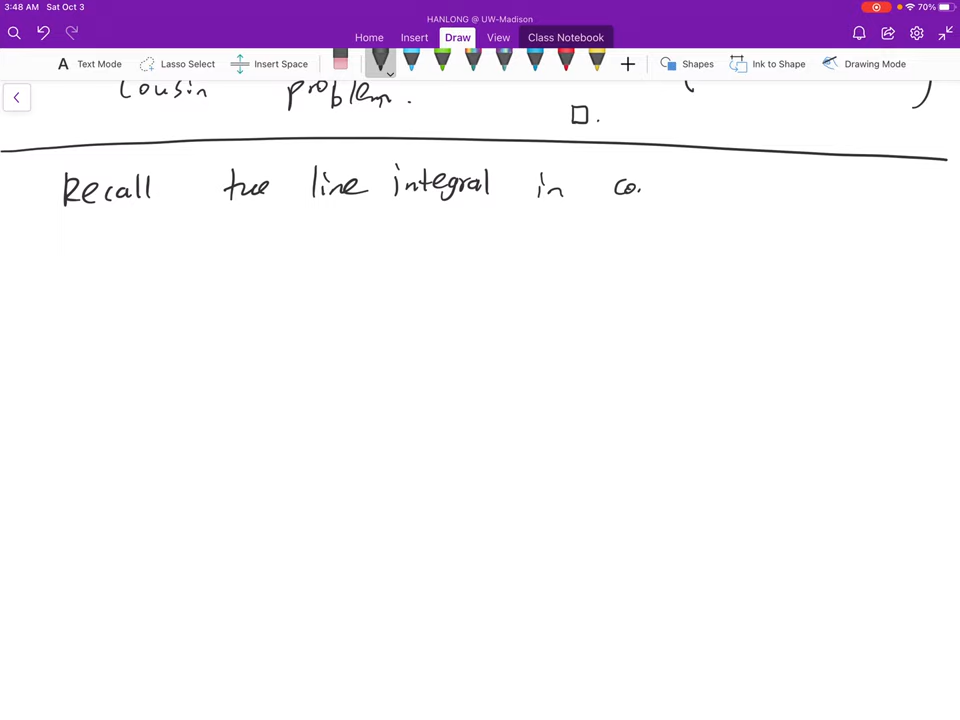 3:48 AM Sat Oct 3
70%
HANLONG @ UW-Madison
Home Insert Draw View Class Notebook
Text Mode Lasso Select Insert Space Shapes Ink to Shape Drawing Mode
Cousin problem.
Recall the line integral in co.